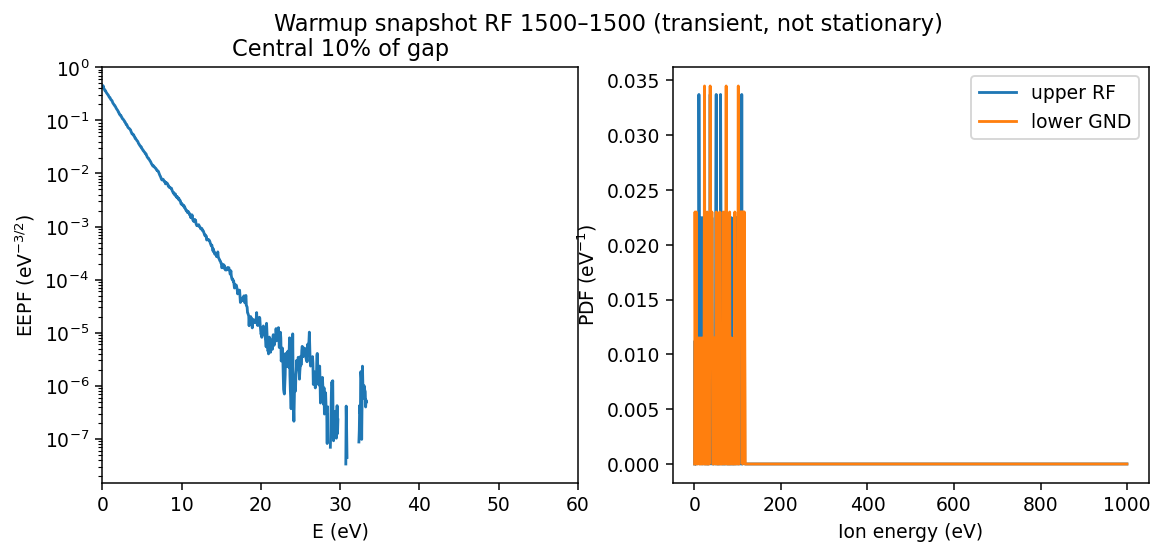 Warmup snapshot RF 1500–1500 (transient, not stationary)
Central 10% of gap
EEPF (eV⁻³/²)
10⁰
10⁻¹
10⁻²
10⁻³
10⁻⁴
10⁻⁵
10⁻⁶
10⁻⁷
0 10 20 30 40 50 60
E (eV)
PDF (eV⁻¹)
0.035
0.030
0.025
0.020
0.015
0.010
0.005
0.000
upper RF
lower GND
0 200 400 600 800 1000
Ion energy (eV)